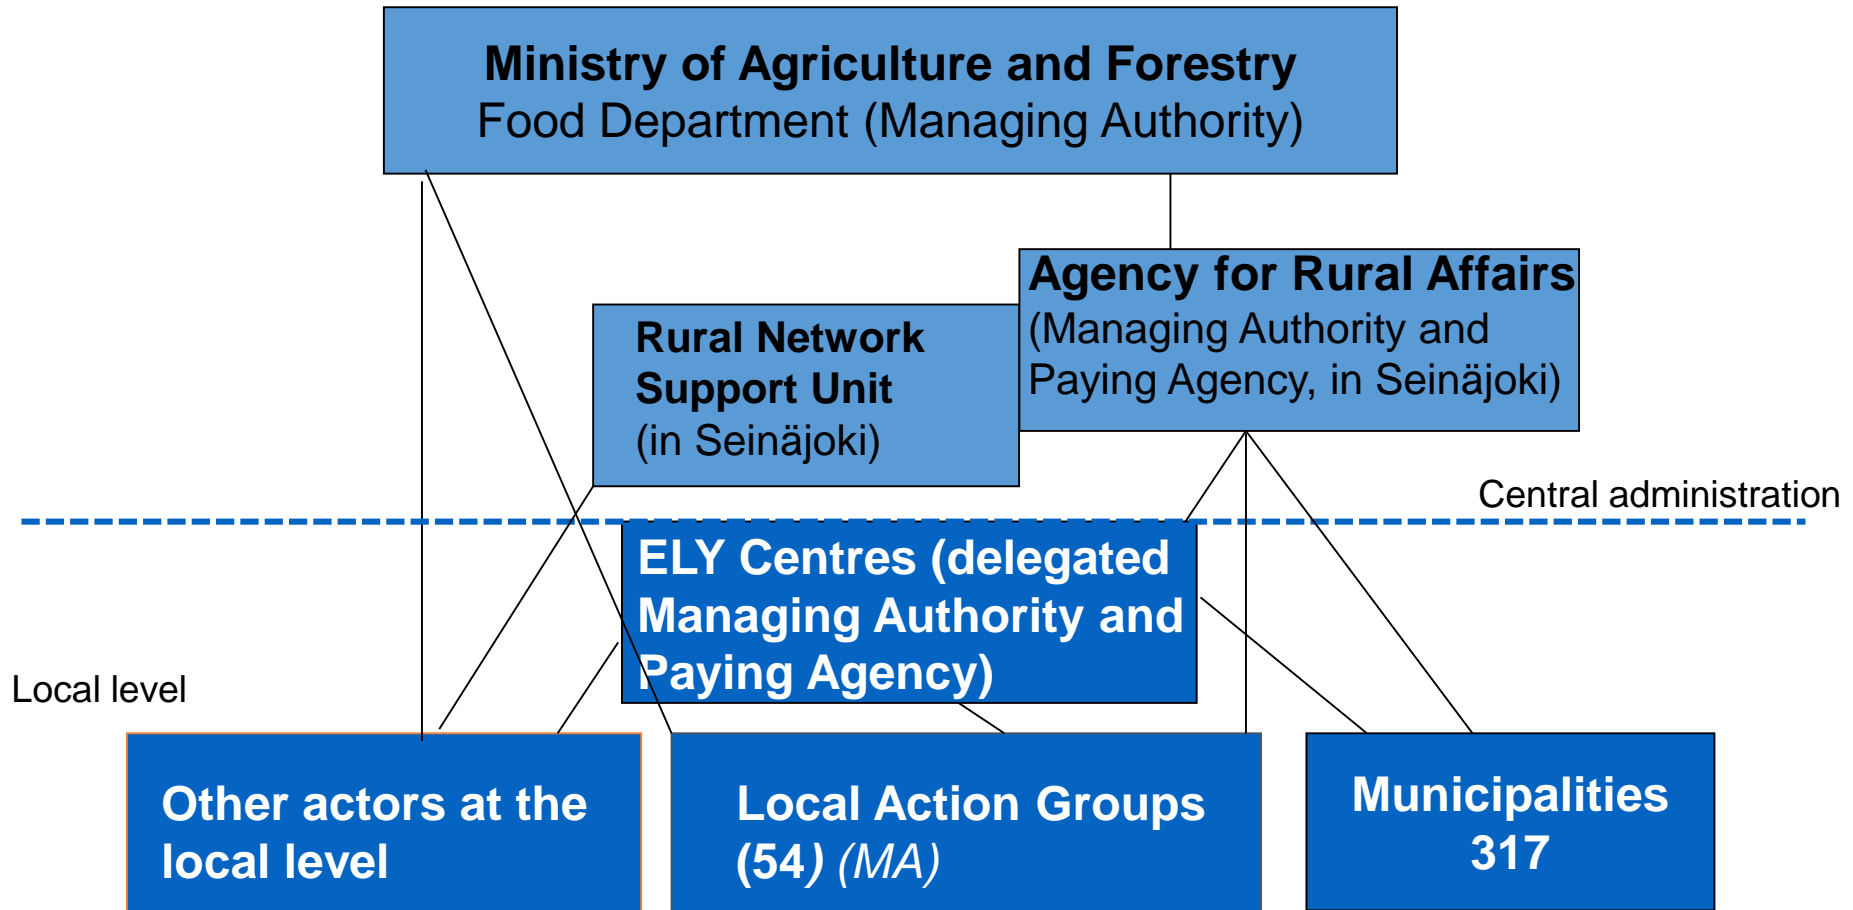 Ministry of Agriculture and Forestry
Food Department (Managing Authority)
Agency for Rural Affairs
(Managing Authority and
Paying Agency, in Seinäjoki)
Rural Network
Support Unit
(in Seinäjoki)
Central administration
ELY Centres (delegated
Managing Authority and
Paying Agency)
Local level
Other actors at the
local level
Local Action Groups
(54) (MA)
Municipalities
317